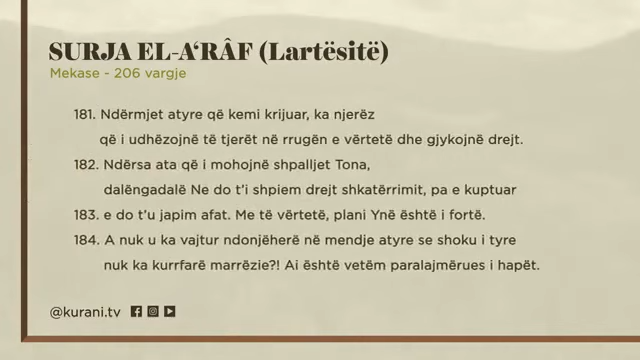 SURJA EL-A‘RÂF (Lartësitë)
Mekase - 206 vargje
181. Ndërmjet atyre që kemi krijuar, ka njerëz
që i udhëzojnë të tjerët në rrugën e vërtetë dhe gjykojnë drejt.
182. Ndërsa ata që i mohojnë shpalljet Tona,
dalëngadalë Ne do t’i shpiem drejt shkatërrimit, pa e kuptuar
183. e do t’u japim afat. Me të vërtetë, plani Ynë është i fortë.
184. A nuk u ka vajtur ndonjëherë në mendje atyre se shoku i tyre
nuk ka kurrfarë marrëzie?! Ai është vetëm paralajmërues i hapët.
@kurani.tv